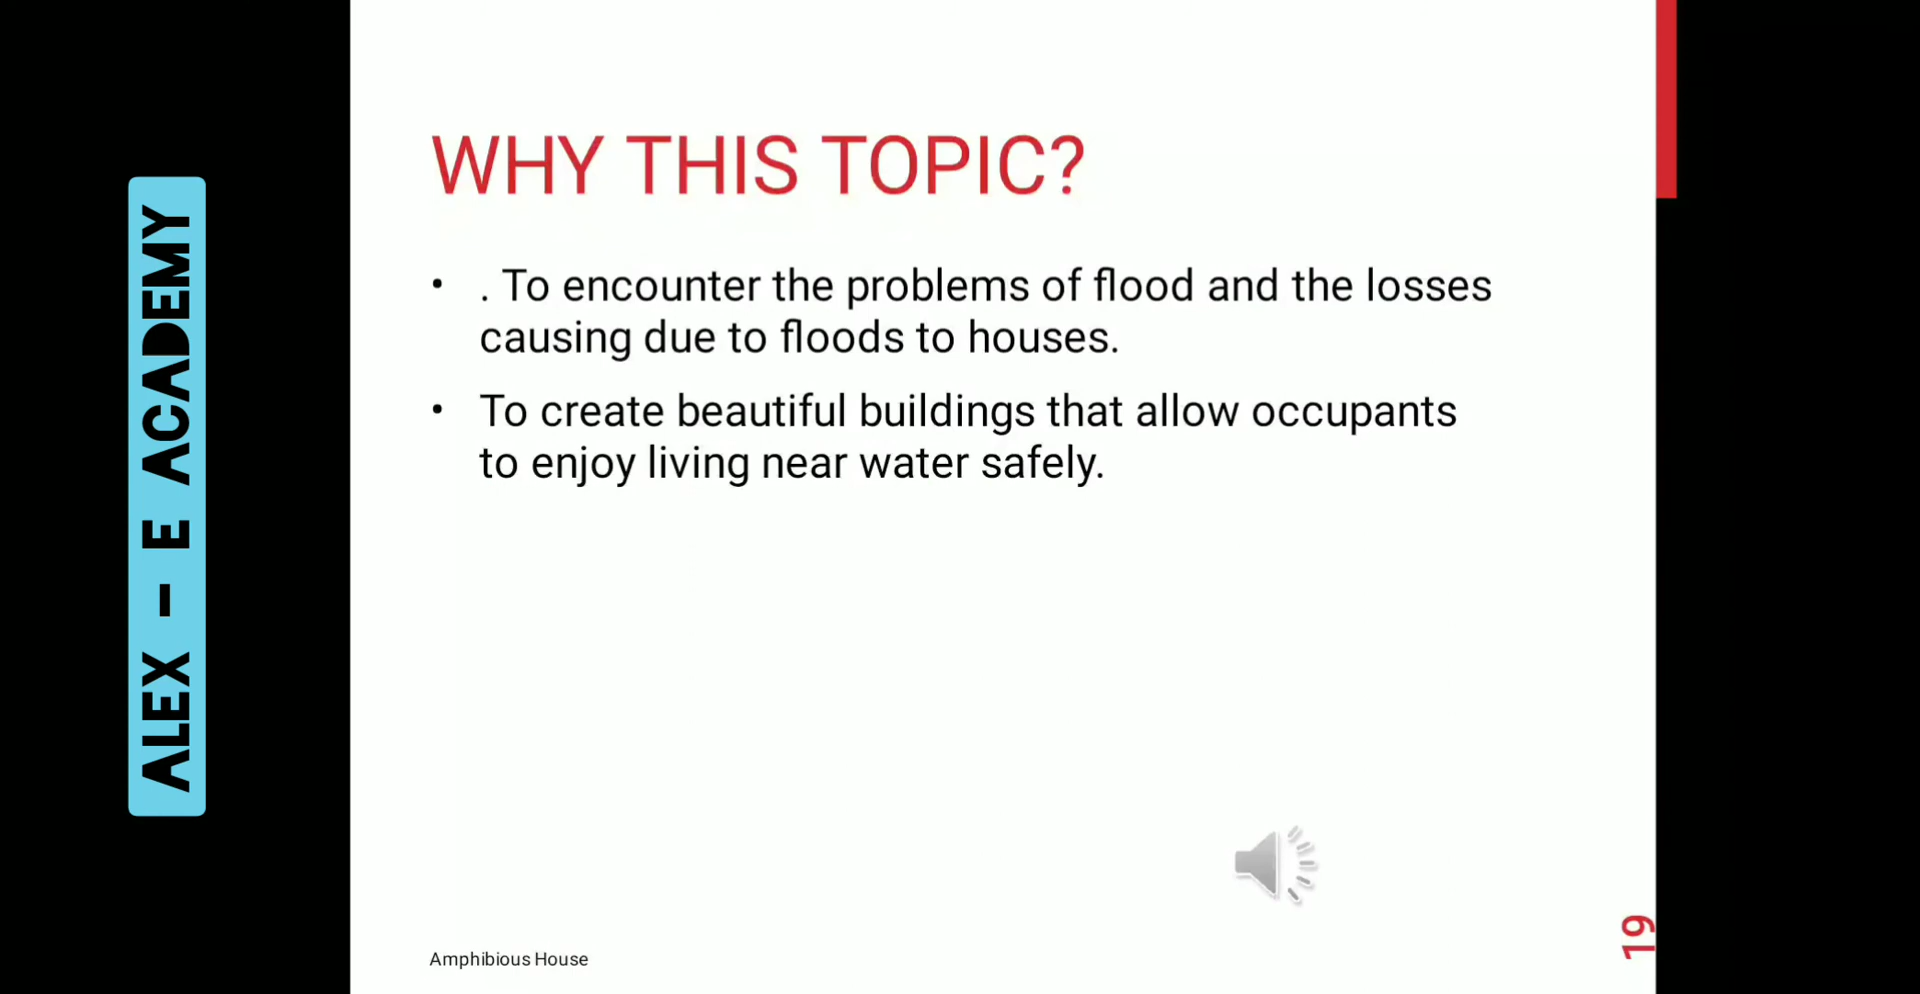 ALEX - E ACADEMY
WHY THIS TOPIC?
• . To encounter the problems of flood and the losses
causing due to floods to houses.
• To create beautiful buildings that allow occupants
to enjoy living near water safely.
Amphibious House
19